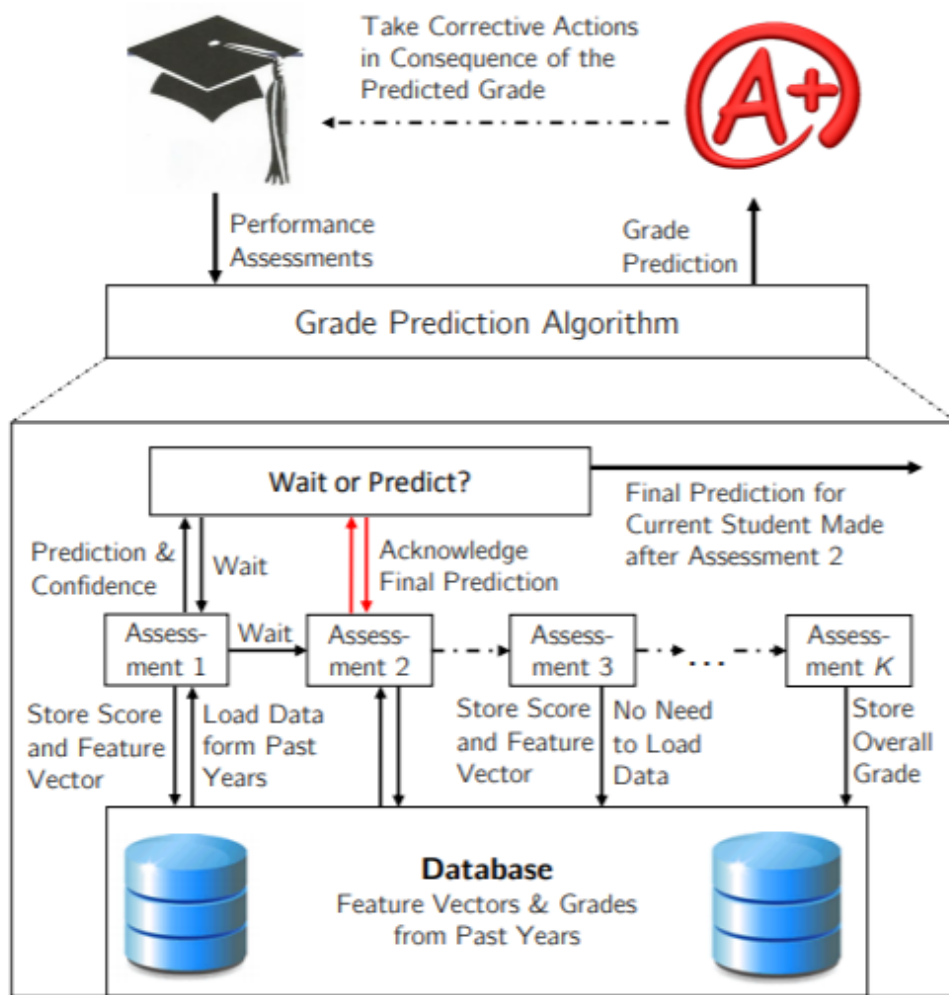 Take Corrective Actions
in Consequence of the
Predicted Grade
A+
Performance
Assessments
Grade
Prediction
Grade Prediction Algorithm
Wait or Predict?
Final Prediction for
Current Student Made
after Assessment 2
Prediction &
Confidence
Wait
Acknowledge
Final Prediction
Assess-
ment 1
Wait
Assess-
ment 2
Assess-
ment 3
...
Assess-
ment K
Store Score
and Feature
Vector
Load Data
form Past
Years
Store Score
and Feature
Vector
No Need
to Load
Data
Store
Overall
Grade
Database
Feature Vectors & Grades
from Past Years